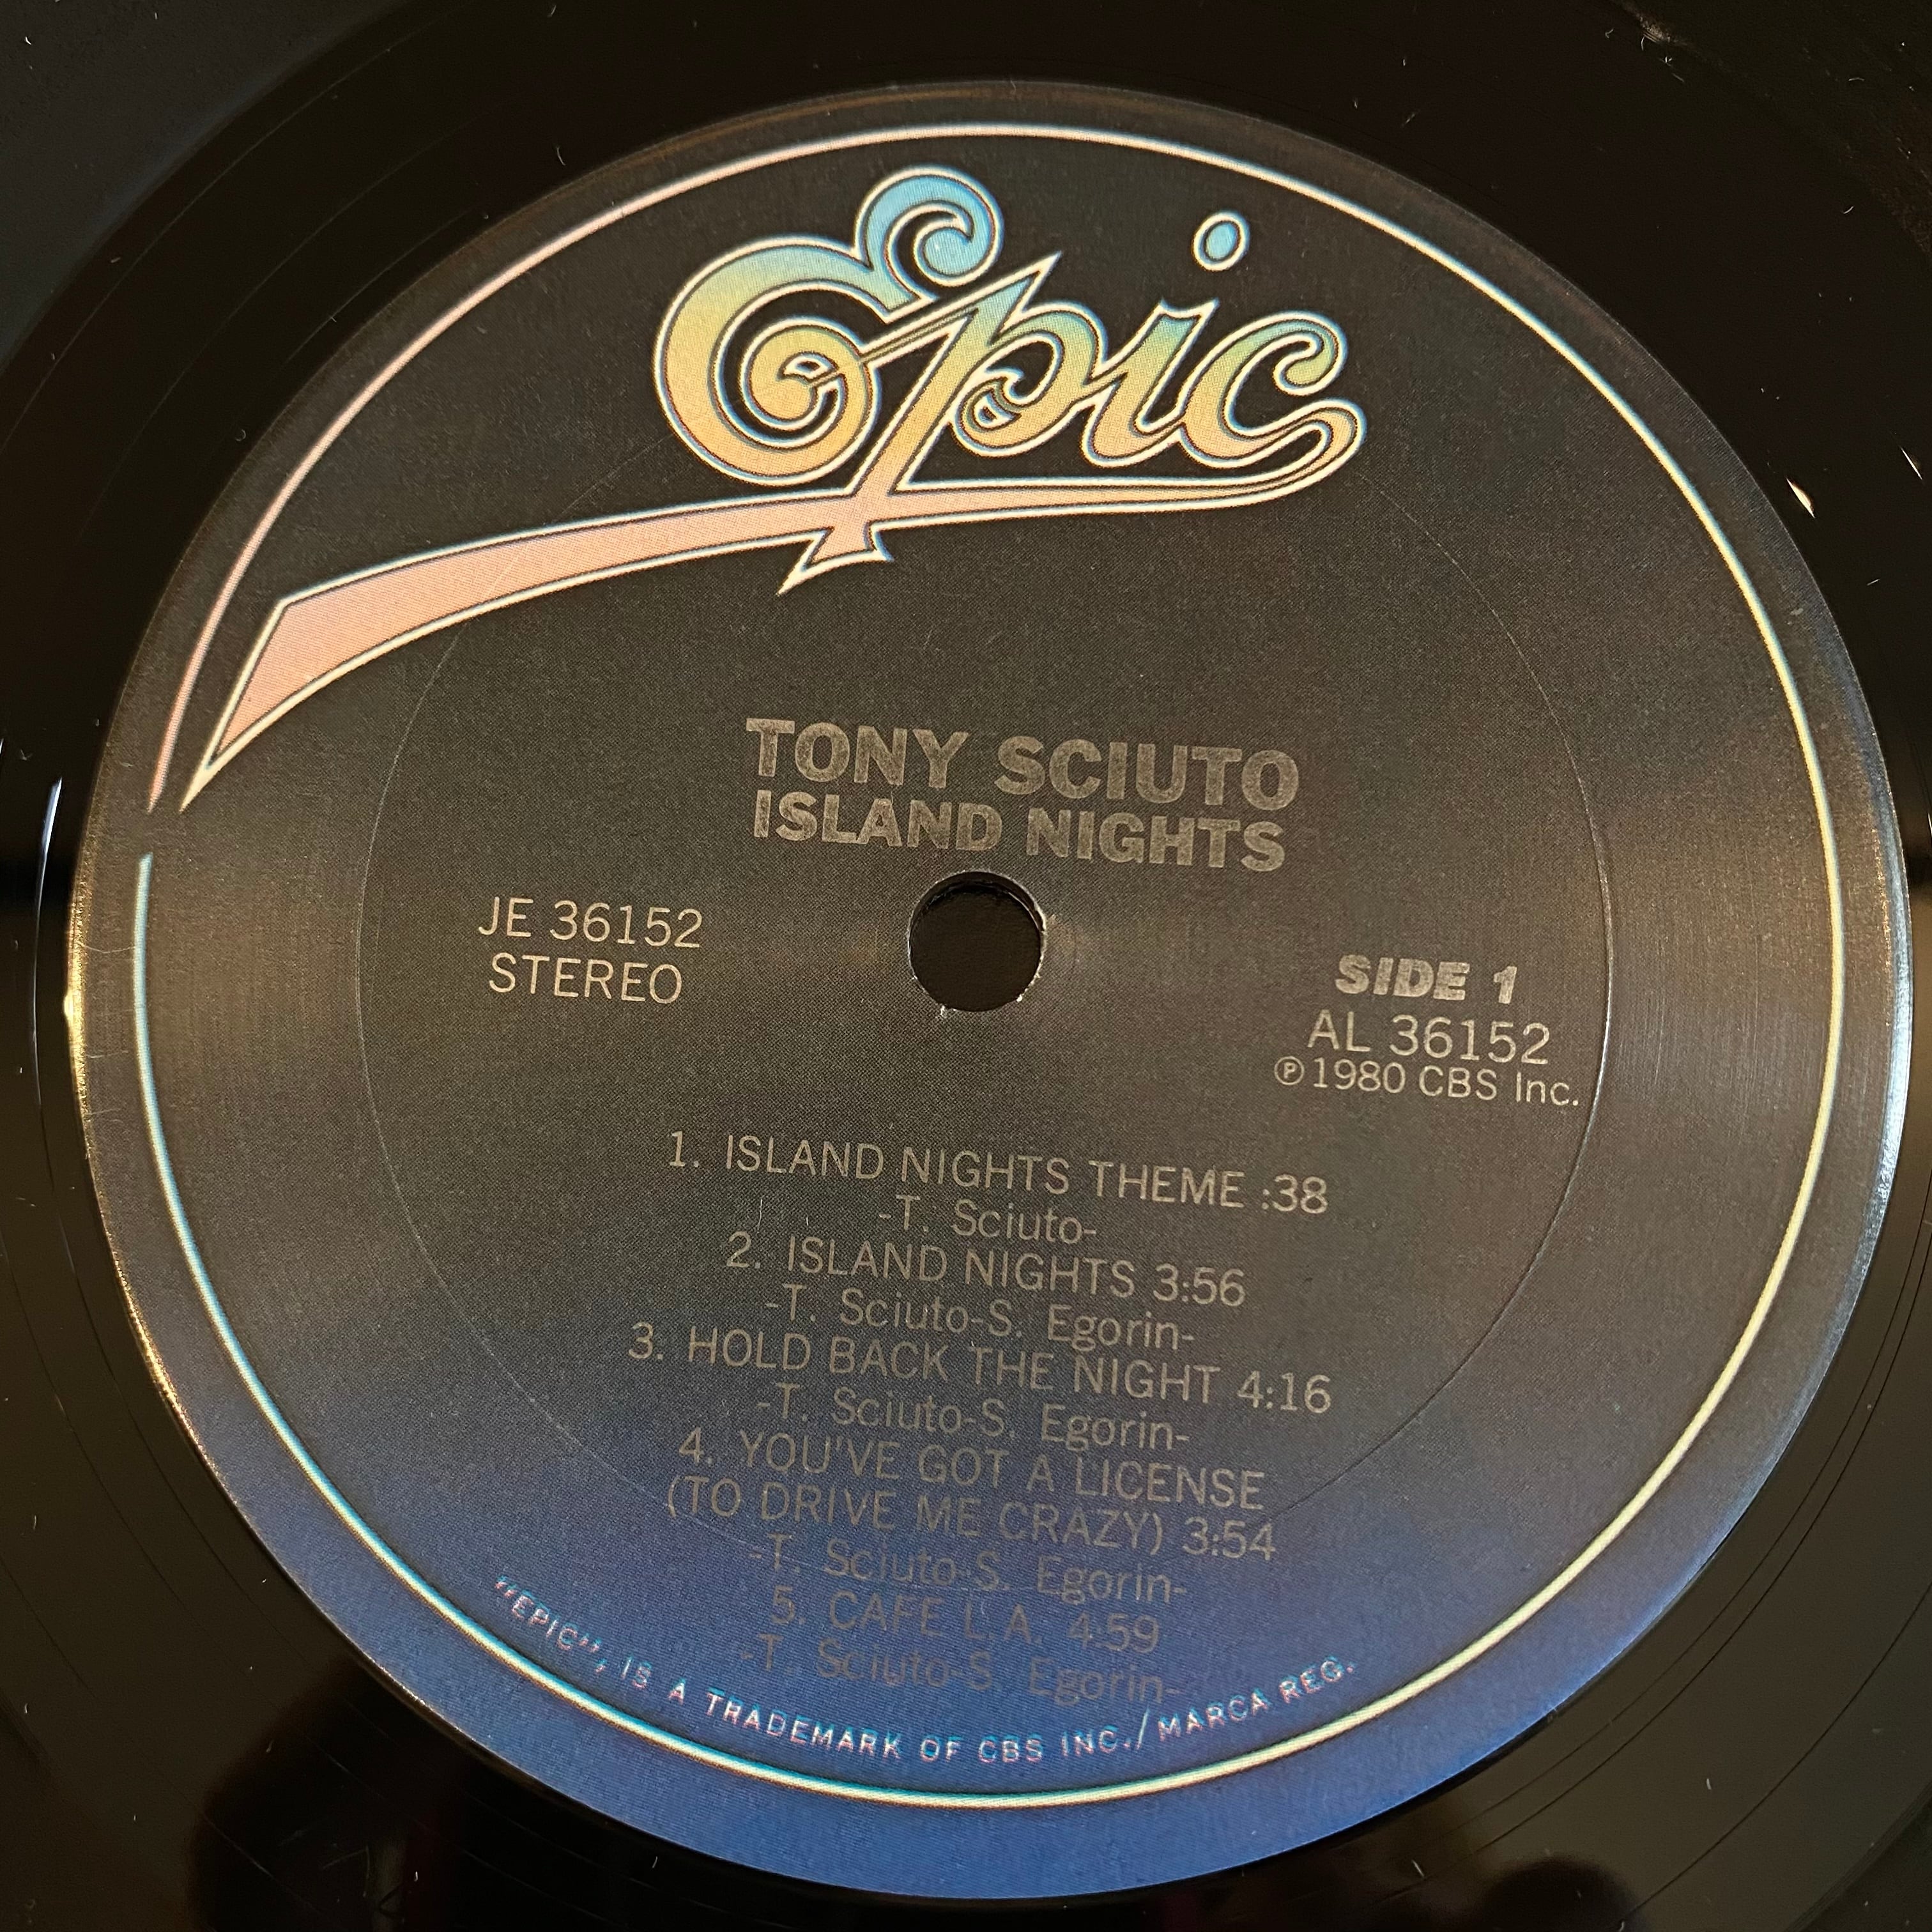 Epic
TONY SCIUTO
ISLAND NIGHTS
JE 36152
STEREO
SIDE 1
AL 36152
℗1980 CBS Inc.
1. ISLAND NIGHTS THEME :38
-T. Sciuto-
2. ISLAND NIGHTS 3:56
-T. Sciuto-S. Egorin-
3. HOLD BACK THE NIGHT 4:16
-T. Sciuto-S. Egorin-
4. YOU'VE GOT A LICENSE
(TO DRIVE ME CRAZY) 3:54
-T. Sciuto-S. Egorin-
5. CAFE L.A. 4:59
-T. Sciuto-S. Egorin-
"EPIC", IS A TRADEMARK OF CBS INC./MARCA REG.